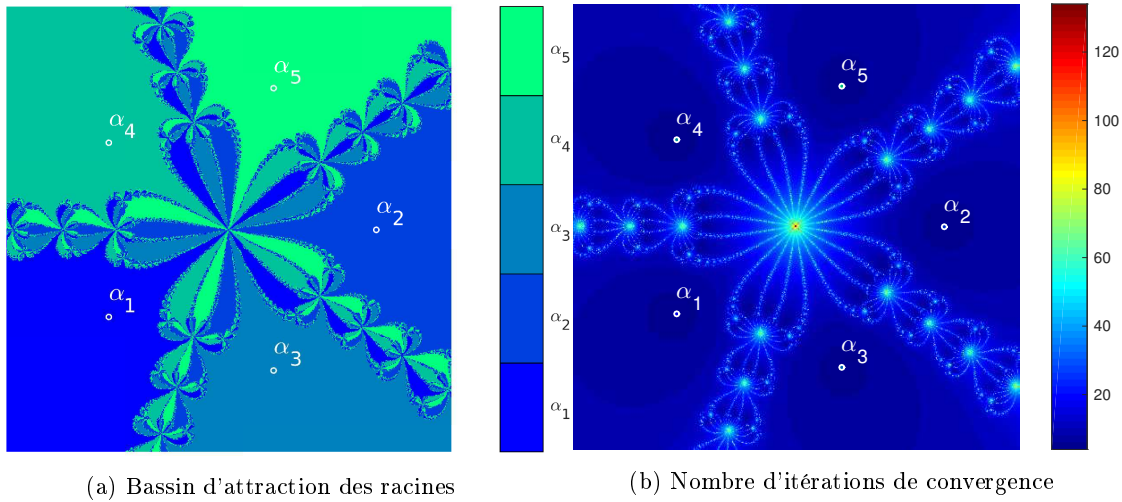 α5
α4
α2
α1
α3
α5
α4
α3
α2
α1
α5
α4
α2
α1
α3
120
100
80
60
40
20
(a) Bassin d'attraction des racines
(b) Nombre d'itérations de convergence